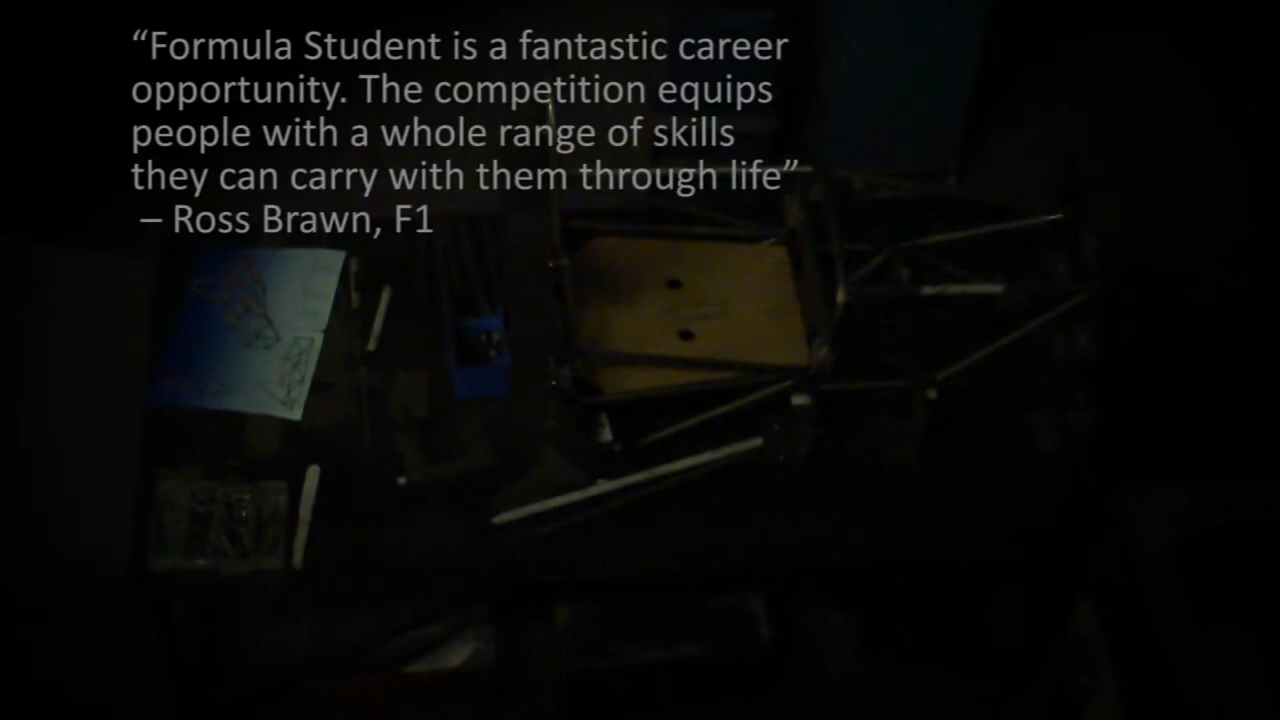 “Formula Student is a fantastic career
opportunity. The competition equips
people with a whole range of skills
they can carry with them through life”
– Ross Brawn, F1